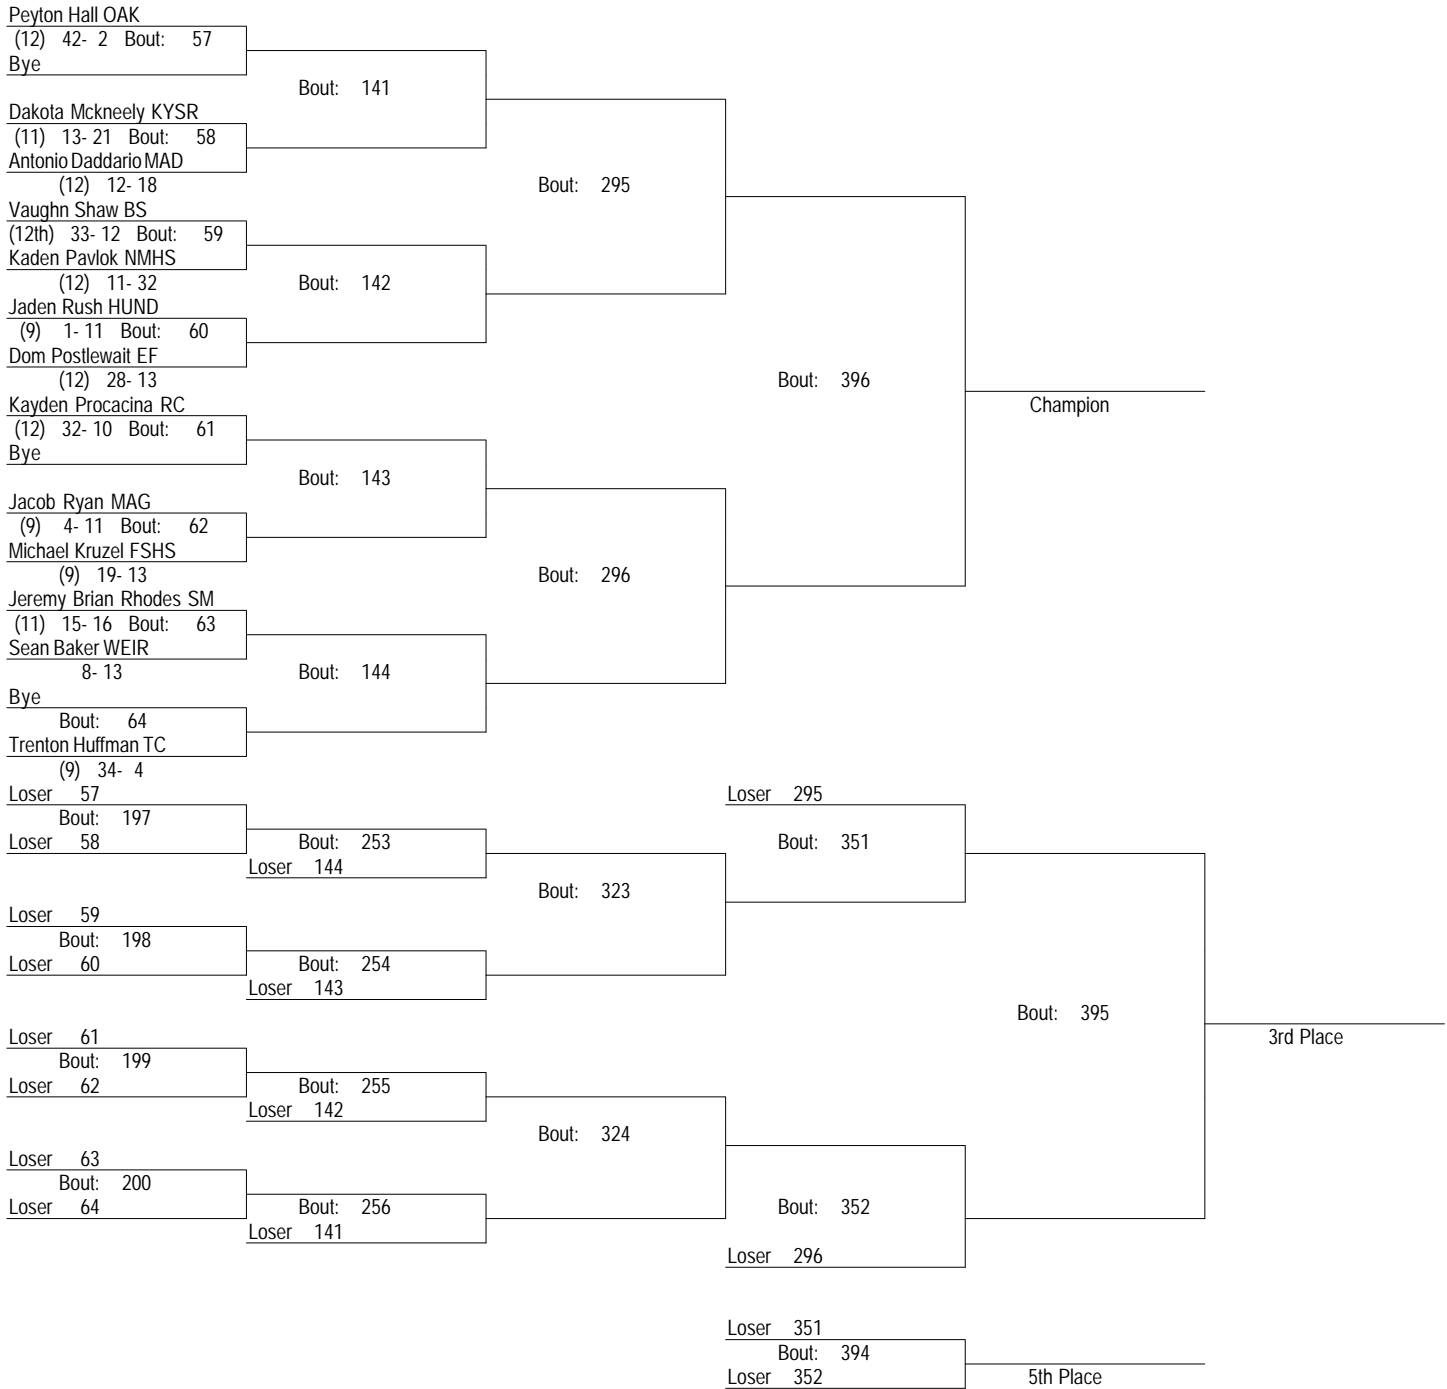 Peyton Hall OAK
(12) 42- 2 Bout: 57
Bye
Bout: 141
Dakota Mckneely KYSR
(11) 13- 21 Bout: 58
Antonio Daddario MAD
(12) 12- 18
Bout: 295
Vaughn Shaw BS
(12th) 33- 12 Bout: 59
Kaden Pavlok NMHS
(12) 11- 32
Bout: 142
Jaden Rush HUND
(9) 1- 11 Bout: 60
Dom Postlewait EF
(12) 28- 13
Bout: 396
Champion
Kayden Procacina RC
(12) 32- 10 Bout: 61
Bye
Bout: 143
Jacob Ryan MAG
(9) 4- 11 Bout: 62
Michael Kruzel FSHS
(9) 19- 13
Bout: 296
Jeremy Brian Rhodes SM
(11) 15- 16 Bout: 63
Sean Baker WEIR
8- 13
Bout: 144
Bye
Bout: 64
Trenton Huffman TC
(9) 34- 4
Loser 57
Bout: 197
Loser 58
Bout: 253
Loser 144
Loser 295
Bout: 351
Bout: 323
Loser 59
Bout: 198
Loser 60
Bout: 254
Loser 143
Bout: 395
3rd Place
Loser 61
Bout: 199
Loser 62
Bout: 255
Loser 142
Bout: 324
Loser 63
Bout: 200
Loser 64
Bout: 256
Loser 141
Bout: 352
Loser 296
Loser 351
Bout: 394
Loser 352
5th Place